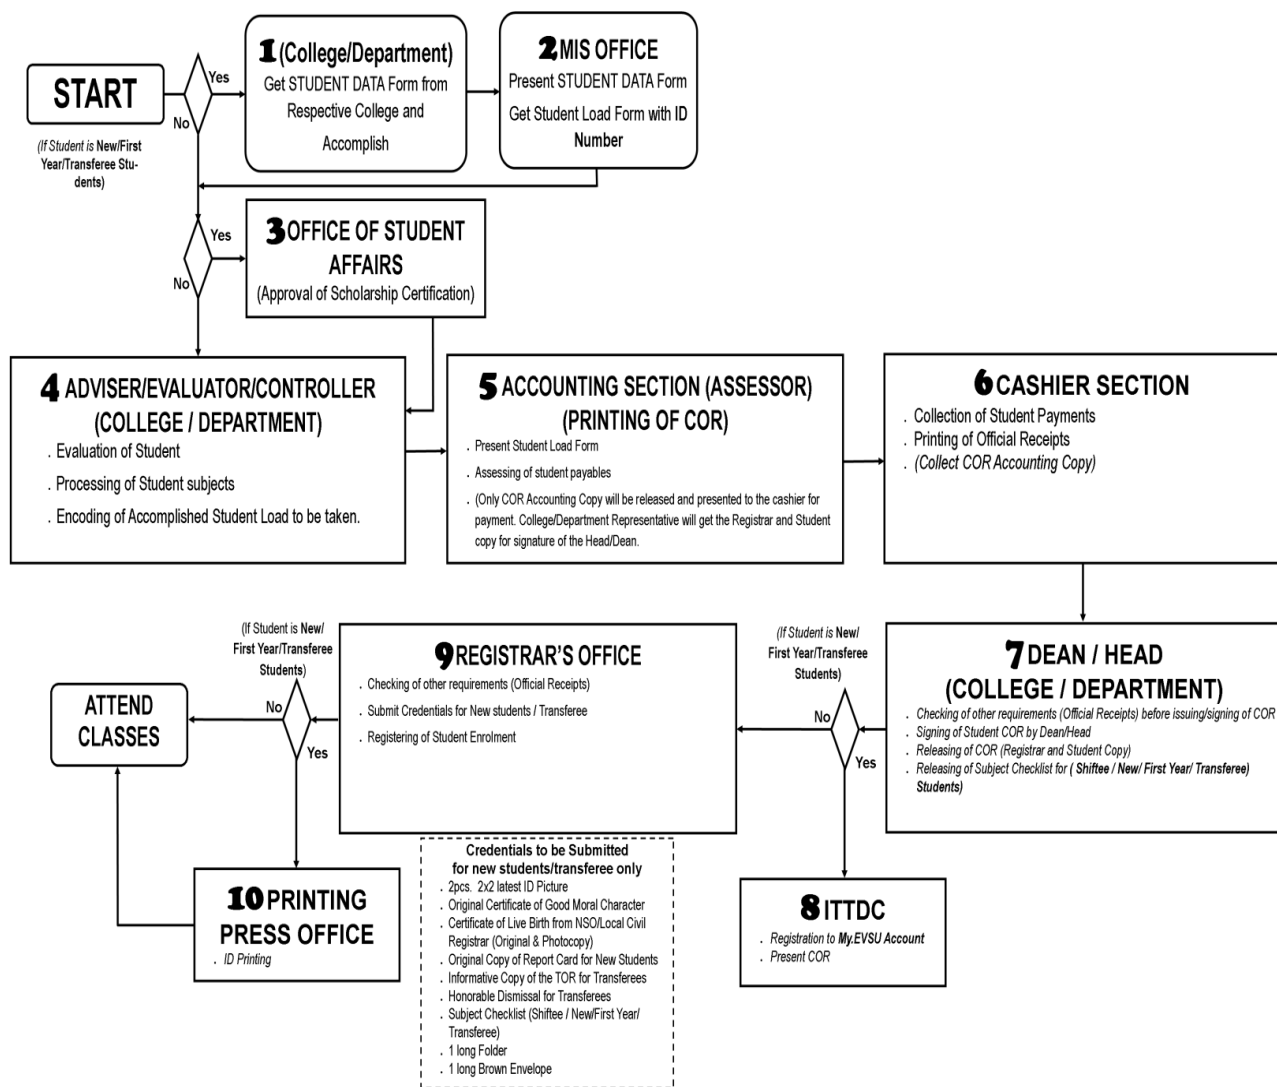 START
(If Student is New/First
Year/Transferee Stu-
dents)
Yes
No
1 (College/Department)
Get STUDENT DATA Form from
Respective College and
Accomplish
2 MIS OFFICE
Present STUDENT DATA Form
Get Student Load Form with ID
Number
Yes
No
3 OFFICE OF STUDENT
AFFAIRS
(Approval of Scholarship Certification)
4 ADVISER/EVALUATOR/CONTROLLER
(COLLEGE / DEPARTMENT)
. Evaluation of Student
. Processing of Student subjects
. Encoding of Accomplished Student Load to be taken.
5 ACCOUNTING SECTION (ASSESSOR)
(PRINTING OF COR)
. Present Student Load Form
. Assessing of student payables
. (Only COR Accounting Copy will be released and presented to the cashier for
payment. College/Department Representative will get the Registrar and Student
copy for signature of the Head/Dean.
6 CASHIER SECTION
. Collection of Student Payments
. Printing of Official Receipts
. (Collect COR Accounting Copy)
7 DEAN / HEAD
(COLLEGE / DEPARTMENT)
. Checking of other requirements (Official Receipts) before issuing/signing of COR
. Signing of Student COR by Dean/Head
. Releasing of COR (Registrar and Student Copy)
. Releasing of Subject Checklist for ( Shiftee / New/ First Year/ Transferee)
Students)
(If Student is New/
First Year/Transferee
Students)
No
Yes
8 ITTDC
. Registration to My.EVSU Account
. Present COR
9 REGISTRAR'S OFFICE
. Checking of other requirements (Official Receipts)
. Submit Credentials for New students / Transferee
. Registering of Student Enrolment
Credentials to be Submitted
for new students/transferee only
. 2pcs. 2x2 latest ID Picture
. Original Certificate of Good Moral Character
. Certificate of Live Birth from NSO/Local Civil
Registrar (Original & Photocopy)
. Original Copy of Report Card for New Students
. Informative Copy of the TOR for Transferees
. Honorable Dismissal for Transferees
. Subject Checklist (Shiftee / New/First Year/
Transferee)
. 1 long Folder
. 1 long Brown Envelope
(If Student is New/
First Year/Transferee
Students)
No
Yes
10 PRINTING
PRESS OFFICE
. ID Printing
ATTEND
CLASSES